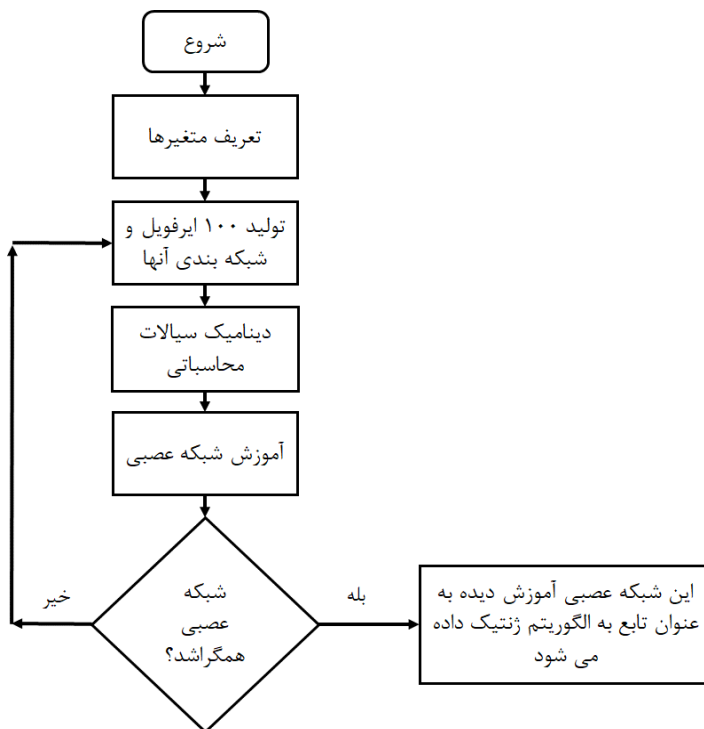 شروع
تعریف متغیرها
تولید ۱۰۰ ایرفویل و
شبکه بندی آنها
دینامیک سیالات
محاسباتی
آموزش شبکه عصبی
شبکه
عصبی
همگراشد؟
خیر
بله
این شبکه عصبی آموزش دیده به
عنوان تابع به الگوریتم ژنتیک داده
می شود